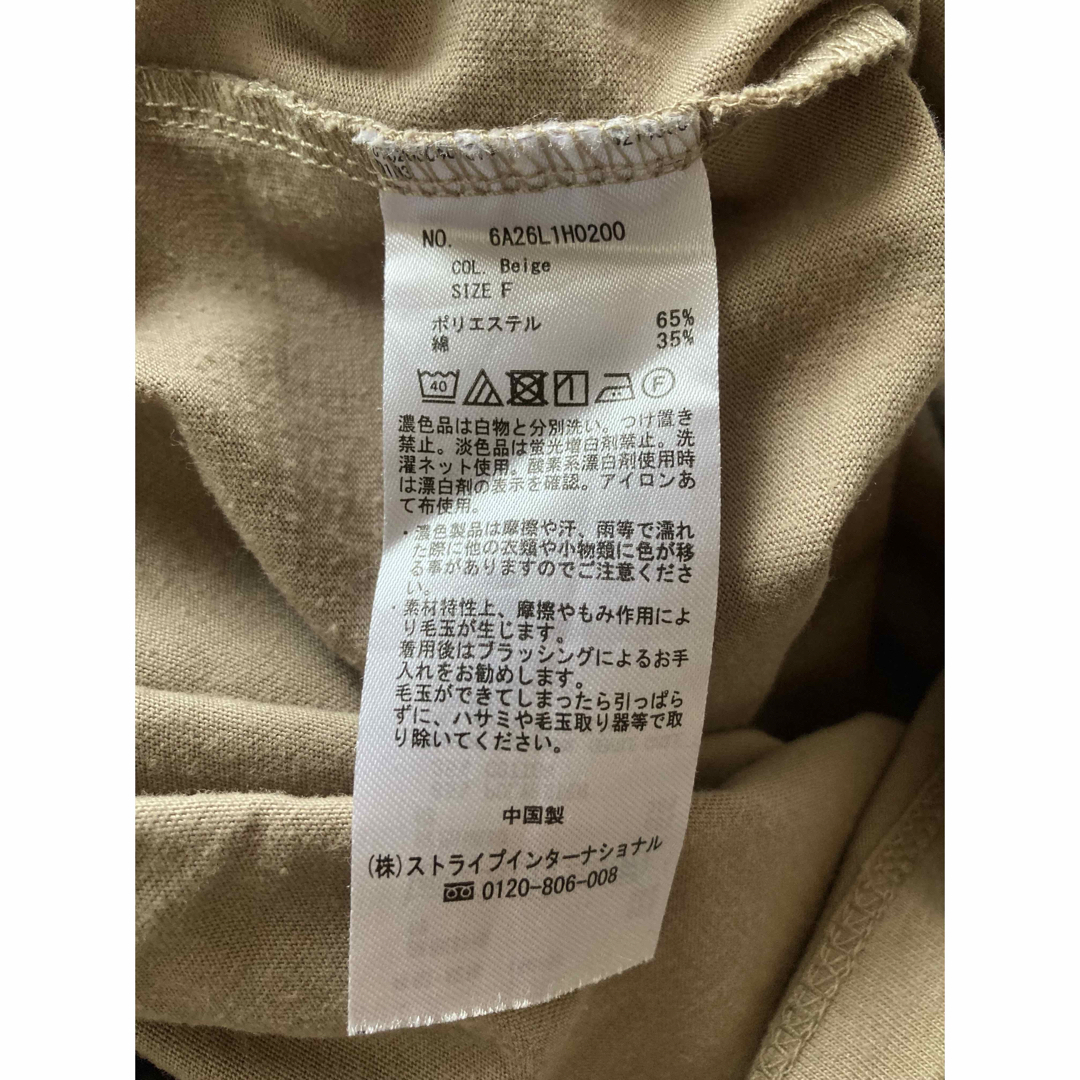 NO. 6A26L1H0200
COL. Beige
SIZE F
ポリエステル 65%
綿 35%
40 F
濃色品は白物と分別洗い。つけ置き
禁止。淡色品は蛍光増白剤禁止。洗
濯ネット使用。酸素系漂白剤使用時
は漂白剤の表示を確認。アイロンあ
て布使用。
・濃色製品は摩擦や汗、雨等で濡れ
た際に他の衣類や小物類に色が移
る事がありますのでご注意くださ
い。
・素材特性上、摩擦やもみ作用によ
り毛玉が生じます。
着用後はブラッシングによるお手
入れをお勧めします。
毛玉ができてしまったら引っぱら
ずに、ハサミや毛玉取り器等で取
り除いてください。
中国製
(株)ストライプインターナショナル
0120-806-008